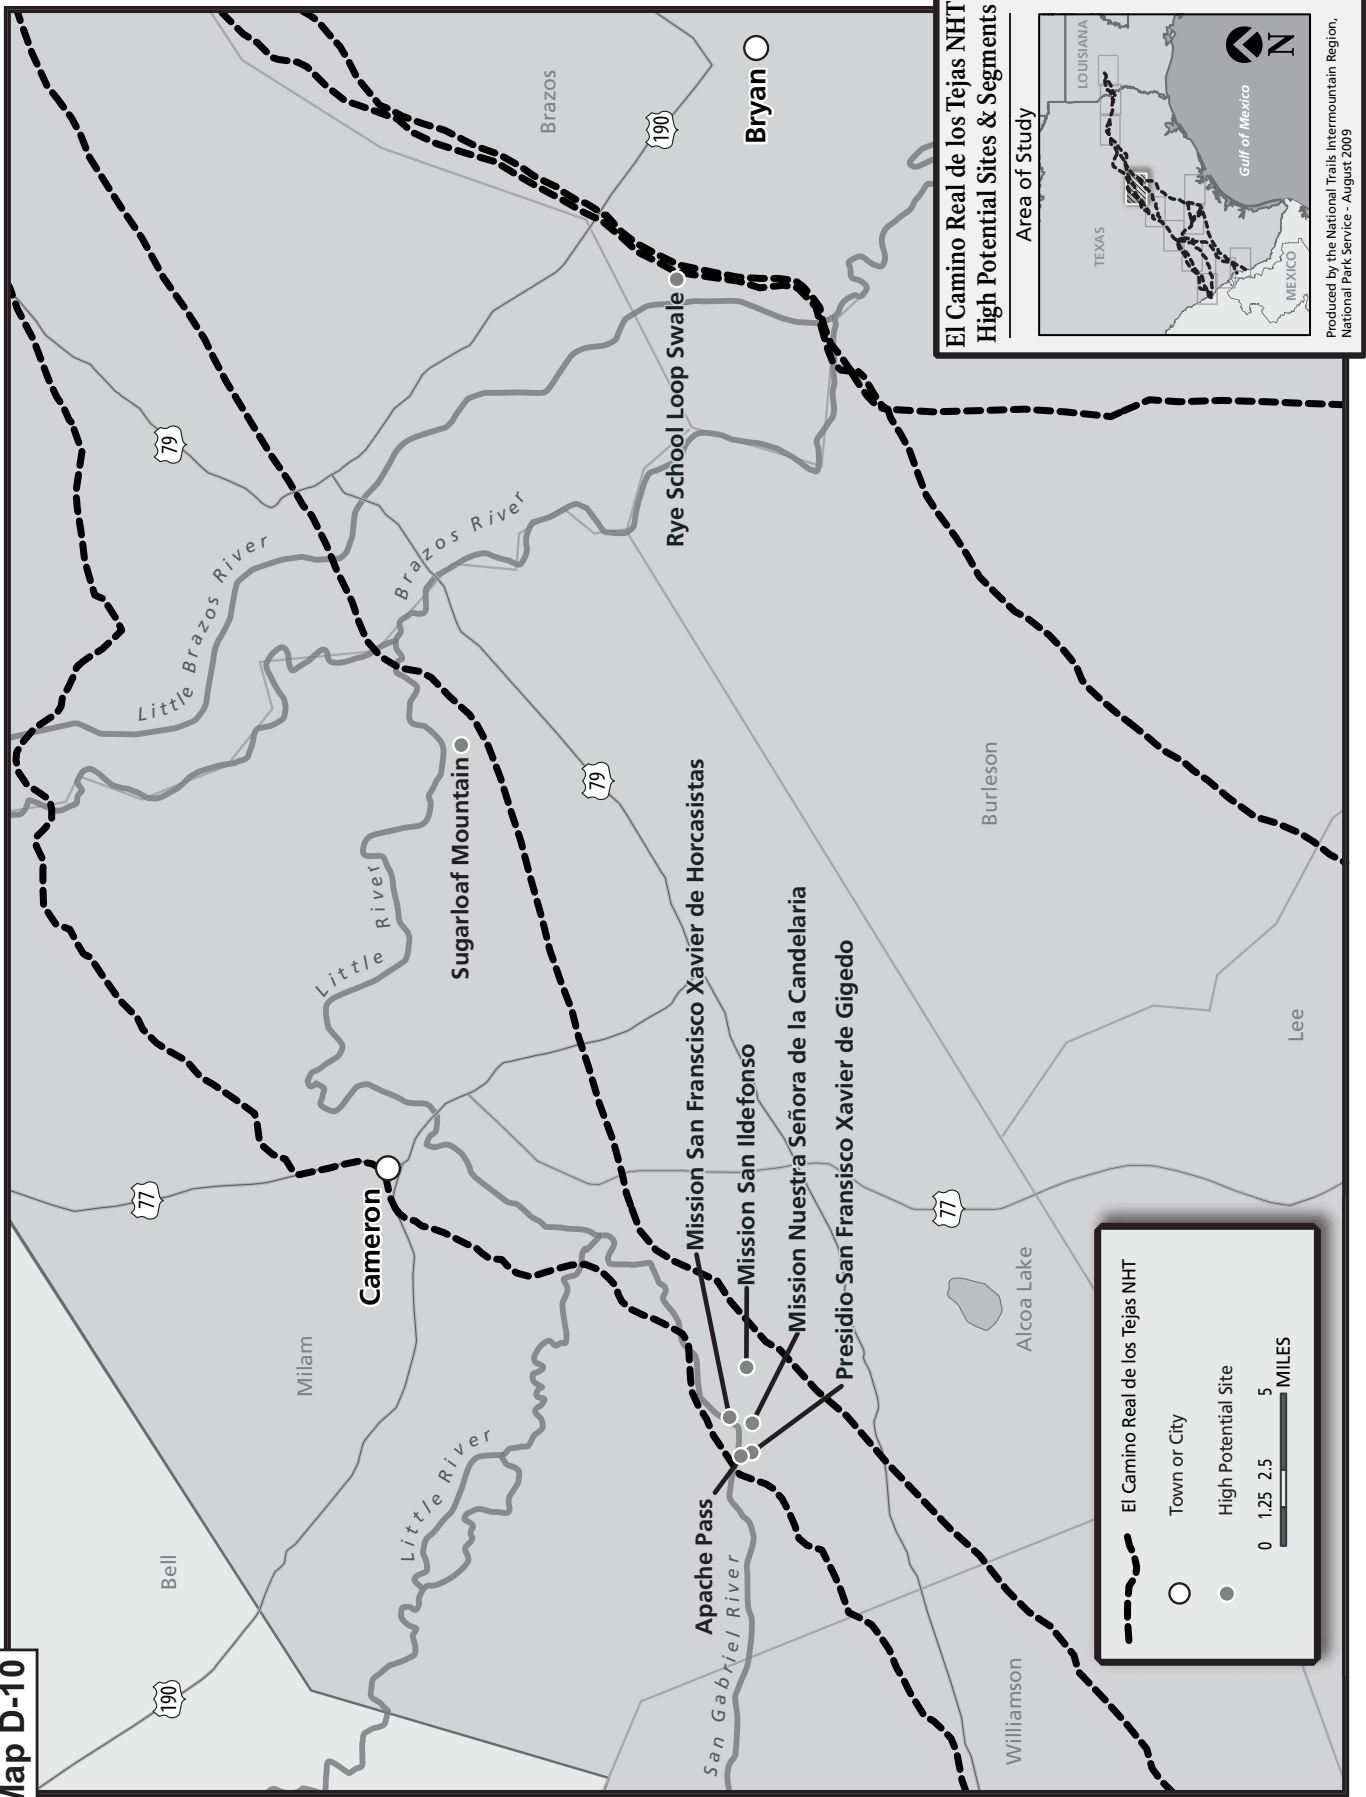 Map D-10
190
Bell
Milam
77
Cameron
Little River
Apache Pass
San Gabriel River
Williamson
Little River
Sugarloaf Mountain
Little Brazos River
Brazos River
79
79
190
Brazos
Bryan
Rye School Loop Swale
Mission San Franscisco Xavier de Horcasistas
Mission San Ildefonso
Mission Nuestra Señora de la Candelaria
Presidio San Fransisco Xavier de Gigedo
77
Alcoa Lake
Burleson
Lee
El Camino Real de los Tejas NHT
Town or City
High Potential Site
0 1.25 2.5 5
MILES
El Camino Real de los Tejas NHT
High Potential Sites & Segments
Area of Study
TEXAS
LOUISIANA
MEXICO
Gulf of Mexico
N
Produced by the National Trails Intermountain Region,
National Park Service - August 2009